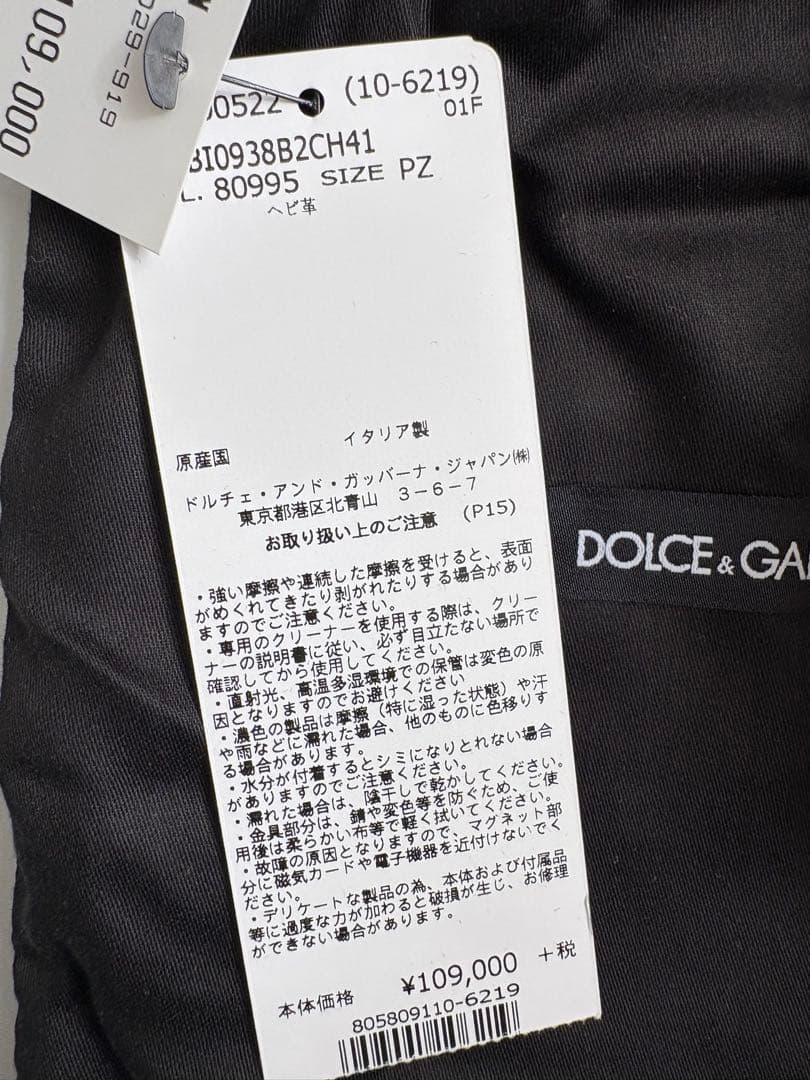 109,000
029-919
00522 (10-6219)
01F
BI0938B2CH41
L. 80995 SIZE PZ
ヘビ革
原産国 イタリア製
ドルチェ・アンド・ガッバーナ・ジャパン㈱
東京都港区北青山 3-6-7
お取り扱い上のご注意 (P15)
・強い摩擦や連続した摩擦を受けると、表面
がめくれてきたり剥がれたりする場合があり
ますのでご注意ください。
・専用のクリーナーを使用する際は、クリー
ナーの説明書に従い、必ず目立たない場所で
確認してから使用してください。
・直射光、高温多湿環境での保管は変色の原
因となりますのでお避けください
・濃色の製品は摩擦（特に湿った状態）や汗
や雨などに濡れた場合、他のものに色移りす
る場合があります。
・水分が付着するとシミになりとれない場合
がありますのでご注意ください。
・濡れた場合は、陰干しで乾かしてください。
・金具部分は、錆や変色等を防ぐため、ご使
用後は柔らかい布等で軽く拭いてください。
・故障の原因となりますので、マグネット部
分に磁気カードや電子機器を近付けないでく
ださい。
・デリケートな製品の為、本体および付属品
等に過度な力が加わると破損が生じ、お修理
ができない場合があります。
本体価格 ¥109,000 +税
805809110-6219
DOLCE & GA